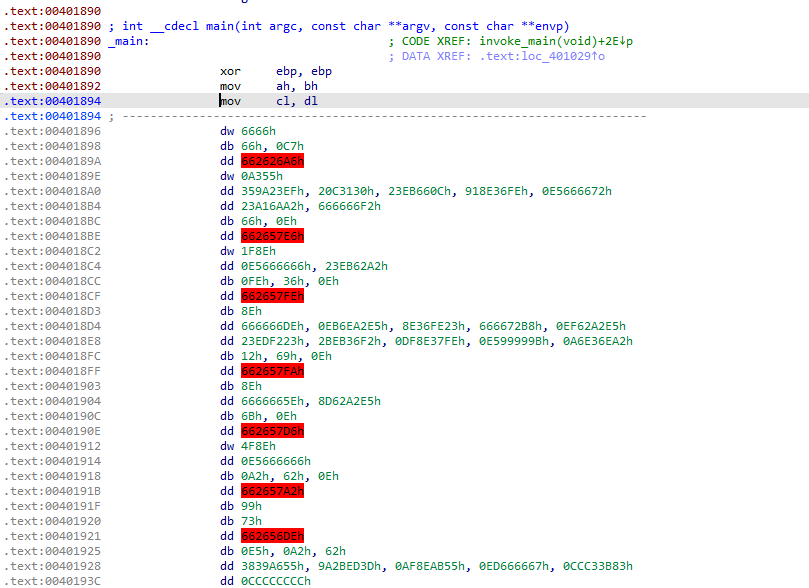 .text:00401890
.text:00401890 ; int __cdecl main(int argc, const char **argv, const char **envp)
.text:00401890 _main: ; CODE XREF: invoke_main(void)+2E↓p
.text:00401890 ; DATA XREF: .text:loc_401029↑o
.text:00401890 xor ebp, ebp
.text:00401892 mov ah, bh
.text:00401894 mov cl, dl
.text:00401894 ; ---------------------------------------------------------------------------
.text:00401896 dw 6666h
.text:00401898 db 66h, 0C7h
.text:0040189A dd 662626A6h
.text:0040189E dw 0A355h
.text:004018A0 dd 359A23EFh, 20C3130h, 23EB660Ch, 918E36FEh, 0E5666672h
.text:004018B4 dd 23A16AA2h, 666666F2h
.text:004018BC db 66h, 0Eh
.text:004018BE dd 662657E6h
.text:004018C2 dw 1F8Eh
.text:004018C4 dd 0E5666666h, 23EB62A2h
.text:004018CC db 0FEh, 36h, 0Eh
.text:004018CF dd 662657FEh
.text:004018D3 db 8Eh
.text:004018D4 dd 666666DEh, 0EB6EA2E5h, 8E36FE23h, 666672B8h, 0EF62A2E5h
.text:004018E8 dd 23EDF223h, 2BEB36F2h, 0DF8E37FEh, 0E599999Bh, 0A6E36EA2h
.text:004018FC db 12h, 69h, 0Eh
.text:004018FF dd 662657FAh
.text:00401903 db 8Eh
.text:00401904 dd 6666665Eh, 8D62A2E5h
.text:0040190C db 6Bh, 0Eh
.text:0040190E dd 662657D6h
.text:00401912 dw 4F8Eh
.text:00401914 dd 0E5666666h
.text:00401918 db 0A2h, 62h, 0Eh
.text:0040191B dd 662657A2h
.text:0040191F db 99h
.text:00401920 db 73h
.text:00401921 dd 662656DEh
.text:00401925 db 0E5h, 0A2h, 62h
.text:00401928 dd 3839A655h, 9A2BED3Dh, 0AF8EAB55h, 0ED666667h, 0CCC33B83h
.text:0040193C dd 0CCCCCCCCh